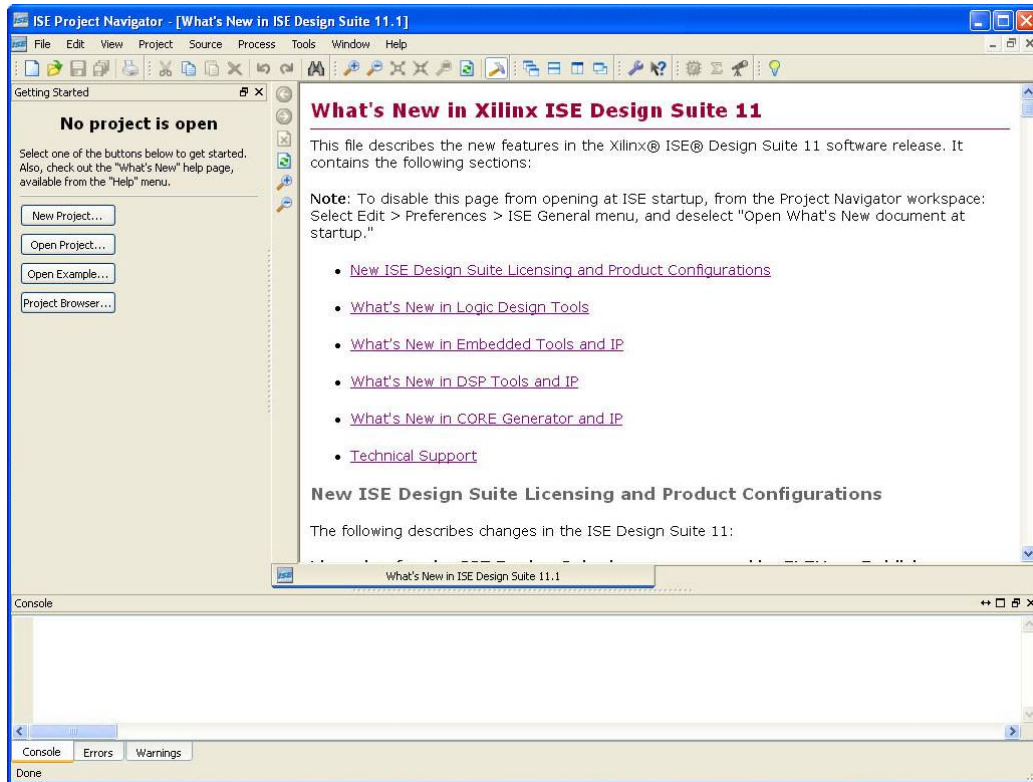 ISE Project Navigator - [What's New in ISE Design Suite 11.1]
File Edit View Project Source Process Tools Window Help
Getting Started
No project is open
Select one of the buttons below to get started.
Also, check out the "What's New" help page,
available from the "Help" menu.
New Project...
Open Project...
Open Example...
Project Browser...
What's New in Xilinx ISE Design Suite 11
This file describes the new features in the Xilinx® ISE® Design Suite 11 software release. It
contains the following sections:
Note: To disable this page from opening at ISE startup, from the Project Navigator workspace:
Select Edit > Preferences > ISE General menu, and deselect "Open What's New document at
startup."
• New ISE Design Suite Licensing and Product Configurations
• What's New in Logic Design Tools
• What's New in Embedded Tools and IP
• What's New in DSP Tools and IP
• What's New in CORE Generator and IP
• Technical Support
New ISE Design Suite Licensing and Product Configurations
The following describes changes in the ISE Design Suite 11:
ISE What's New in ISE Design Suite 11.1
Console
Console Errors Warnings
Done